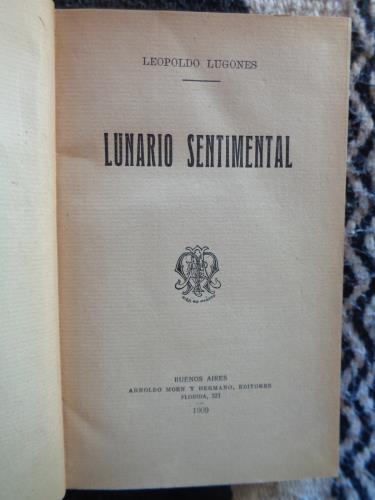 LEOPOLDO LUGONES
LUNARIO SENTIMENTAL
BUENOS AIRES
ARNOLDO MOEN Y HERMANO, EDITORES
FLORIDA, 323
1909